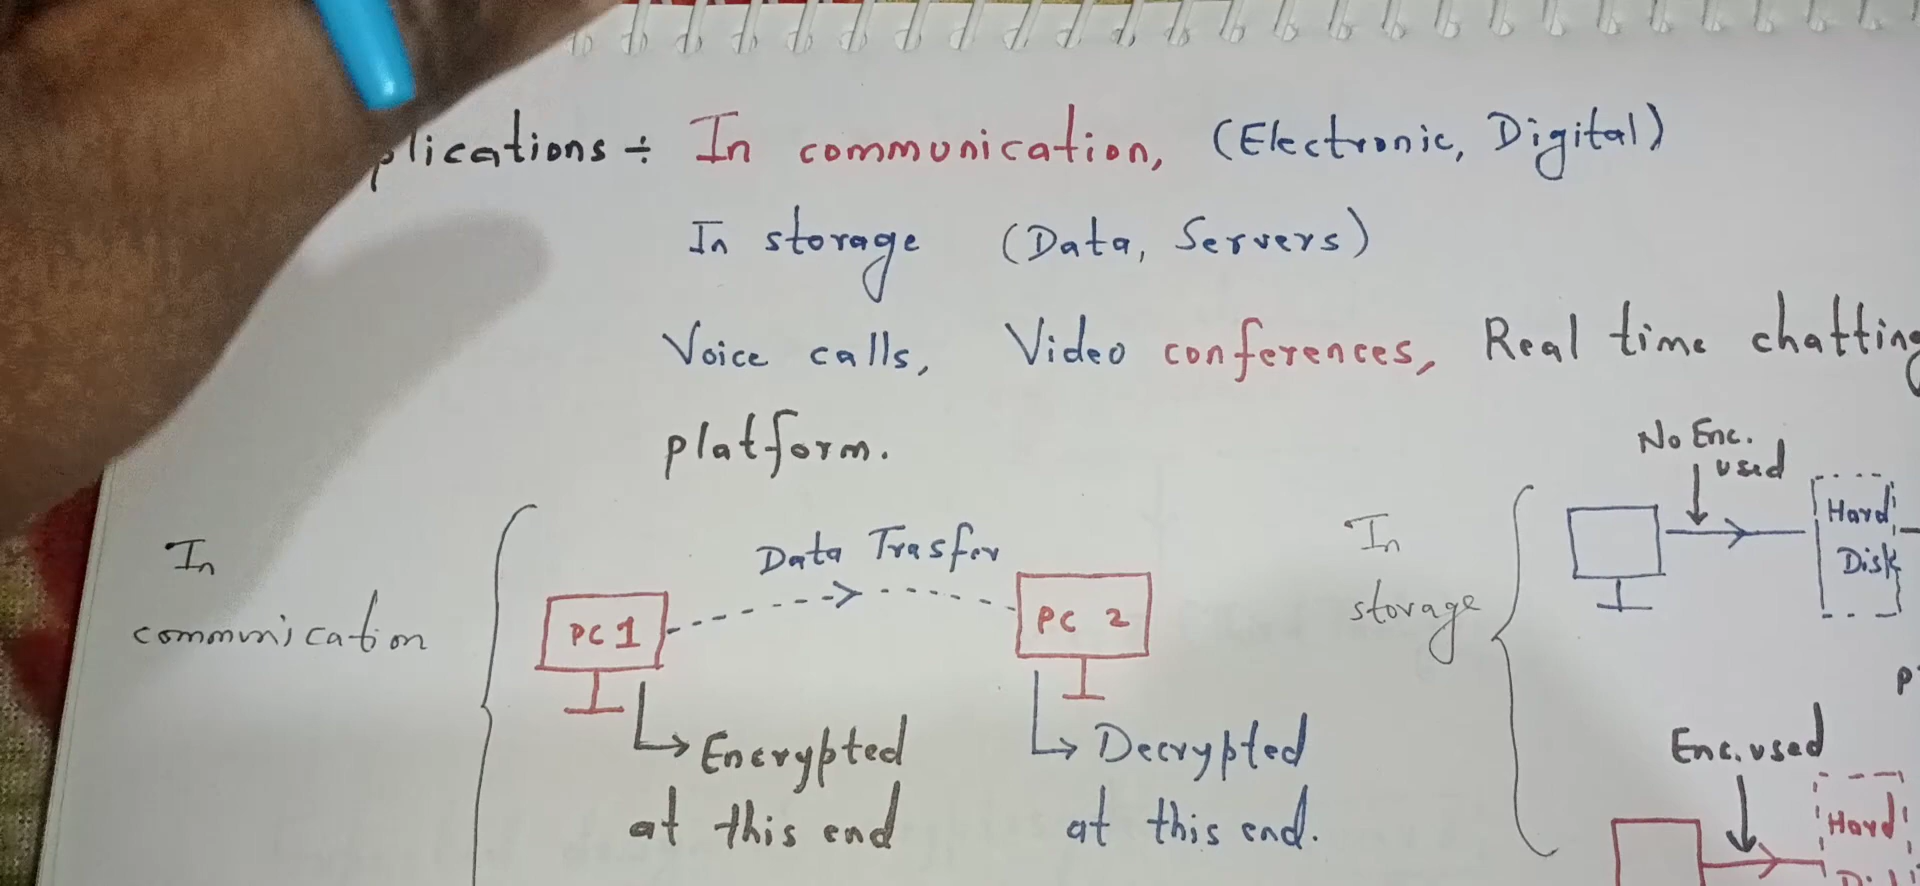 plications ÷ In communication, (Electronic, Digital)
In storage (Data, Servers)
Voice calls, Video conferences, Real time chatting
platform.
In
communication
Data Trasfer
PC 1
PC 2
Encrypted
at this end
Decrypted
at this end.
In
storage
No Enc.
used
Hard
Disk
Enc. used
Hard